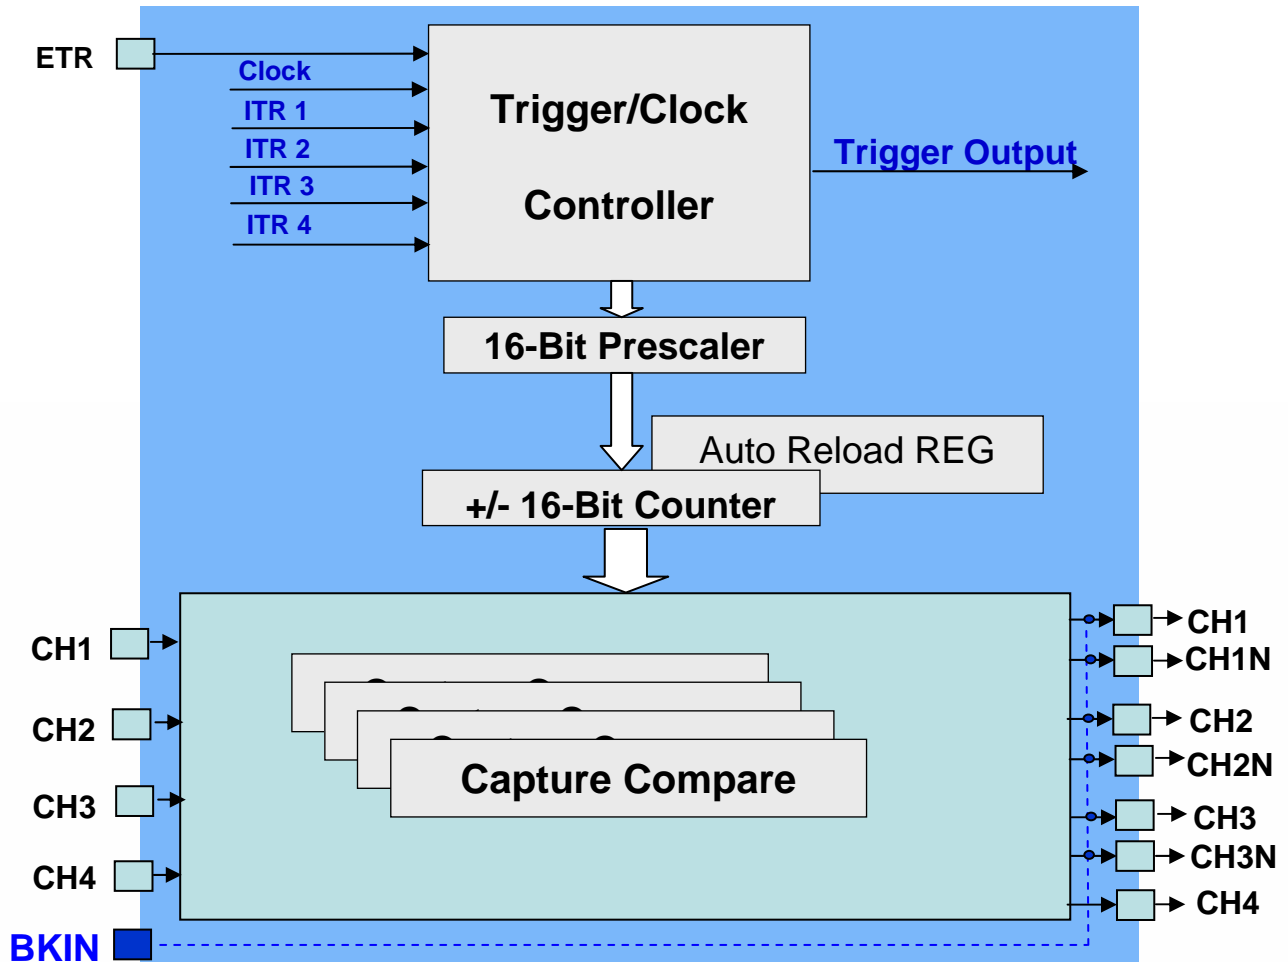 ETR
Clock
ITR 1
ITR 2
ITR 3
ITR 4
Trigger/Clock
Controller
Trigger Output
16-Bit Prescaler
Auto Reload REG
+/- 16-Bit Counter
CH1
CH2
CH3
CH4
BKIN
Capture Compare
CH1
CH1N
CH2
CH2N
CH3
CH3N
CH4